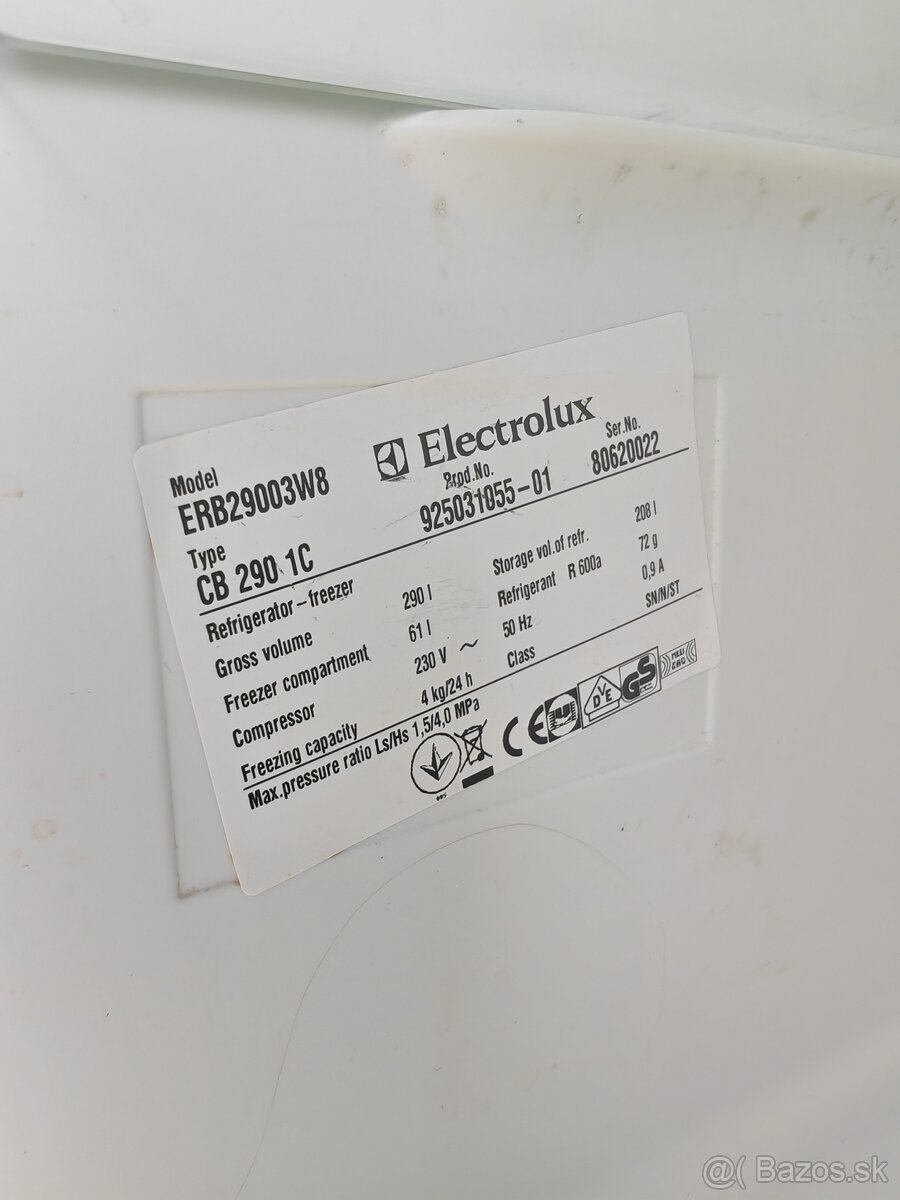 Electrolux
Model
Prod.No.
Ser.No.
ERB29003W8
925031055-01
80620022
Type
CB 290 1C
Refrigerator-freezer
Gross volume 290 l Storage vol.of refr. 208 l
Freezer compartment 61 l Refrigerant R 600a 72 g
Compressor 230 V ~ 50 Hz 0,9 A
Freezing capacity 4 kg/24 h Class SN/N/ST
Max.pressure ratio Ls/Hs 1,5/4,0 MPa
CE
DVE
GS
@( Bazos.sk